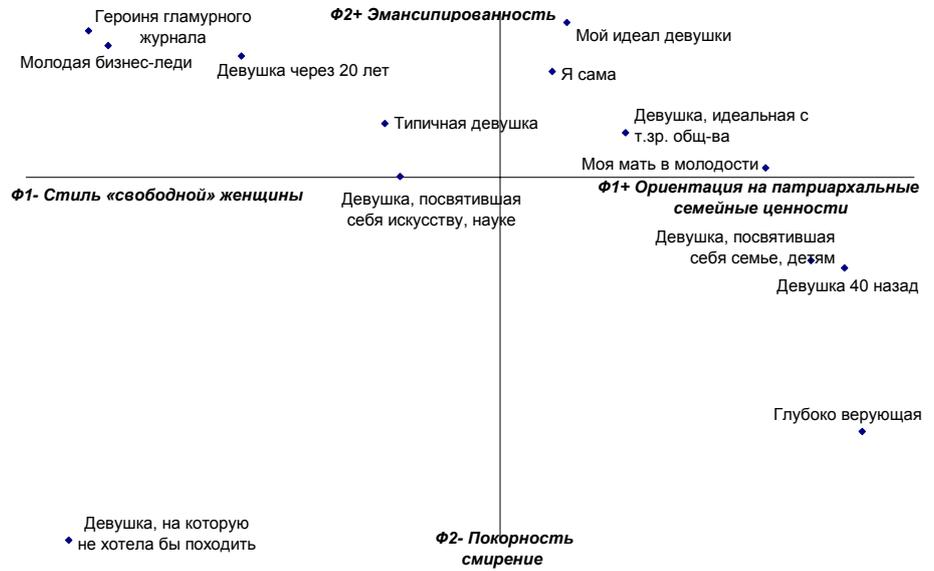 Героиня гламурного
журнала
Ф2+ Эмансипированность
Мой идеал девушки
Молодая бизнес-леди
Девушка через 20 лет
Я сама
Типичная девушка
Девушка, идеальная с
т.зр. общ-ва
Моя мать в молодости
Ф1- Стиль «свободной» женщины
Ф1+ Ориентация на патриархальные
семейные ценности
Девушка, посвятившая
себя искусству, науке
Девушка, посвятившая
себя семье, детям
Девушка 40 назад
Глубоко верующая
Девушка, на которую
не хотела бы походить
Ф2- Покорность
смирение